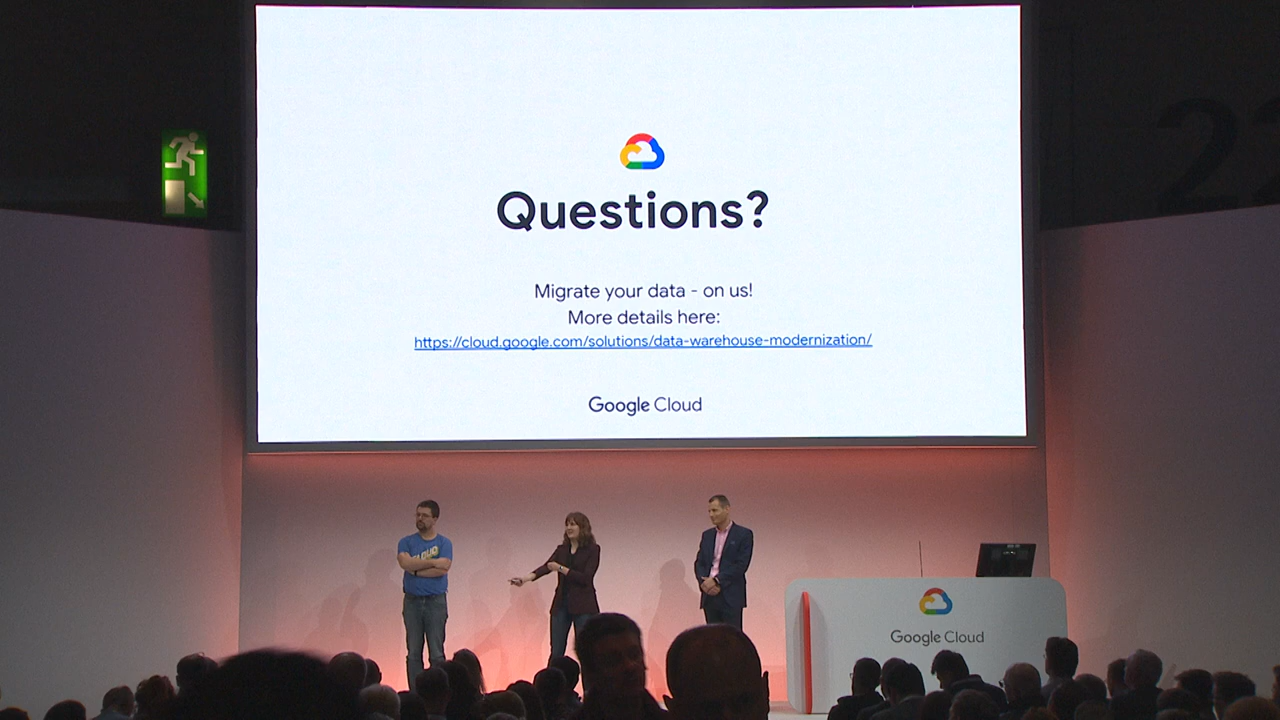 Questions?
Migrate your data - on us!
More details here:
https://cloud.google.com/solutions/data-warehouse-modernization/
Google Cloud
Google Cloud